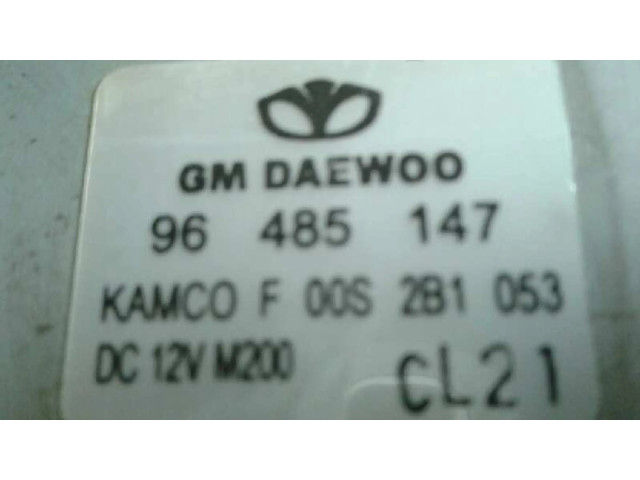 GM DAEWOO
96 485 147
KAMCO F 00S 2B1 053
DC 12V M200
CL21